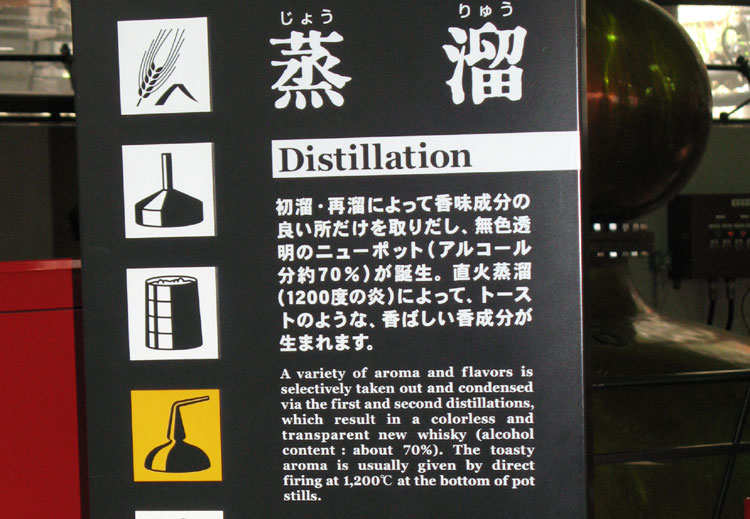 じょう りゅう
蒸 溜
Distillation
初溜・再溜によって香味成分の
良い所だけを取りだし、無色透
明のニューポット（アルコール
分約70％）が誕生。直火蒸溜
（1200度の炎）によって、トース
トのような、香ばしい香成分が
生まれます。
A variety of aroma and flavors is
selectively taken out and condensed
via the first and second distillations,
which result in a colorless and
transparent new whisky (alcohol
content : about 70%). The toasty
aroma is usually given by direct
firing at 1,200℃ at the bottom of pot
stills.